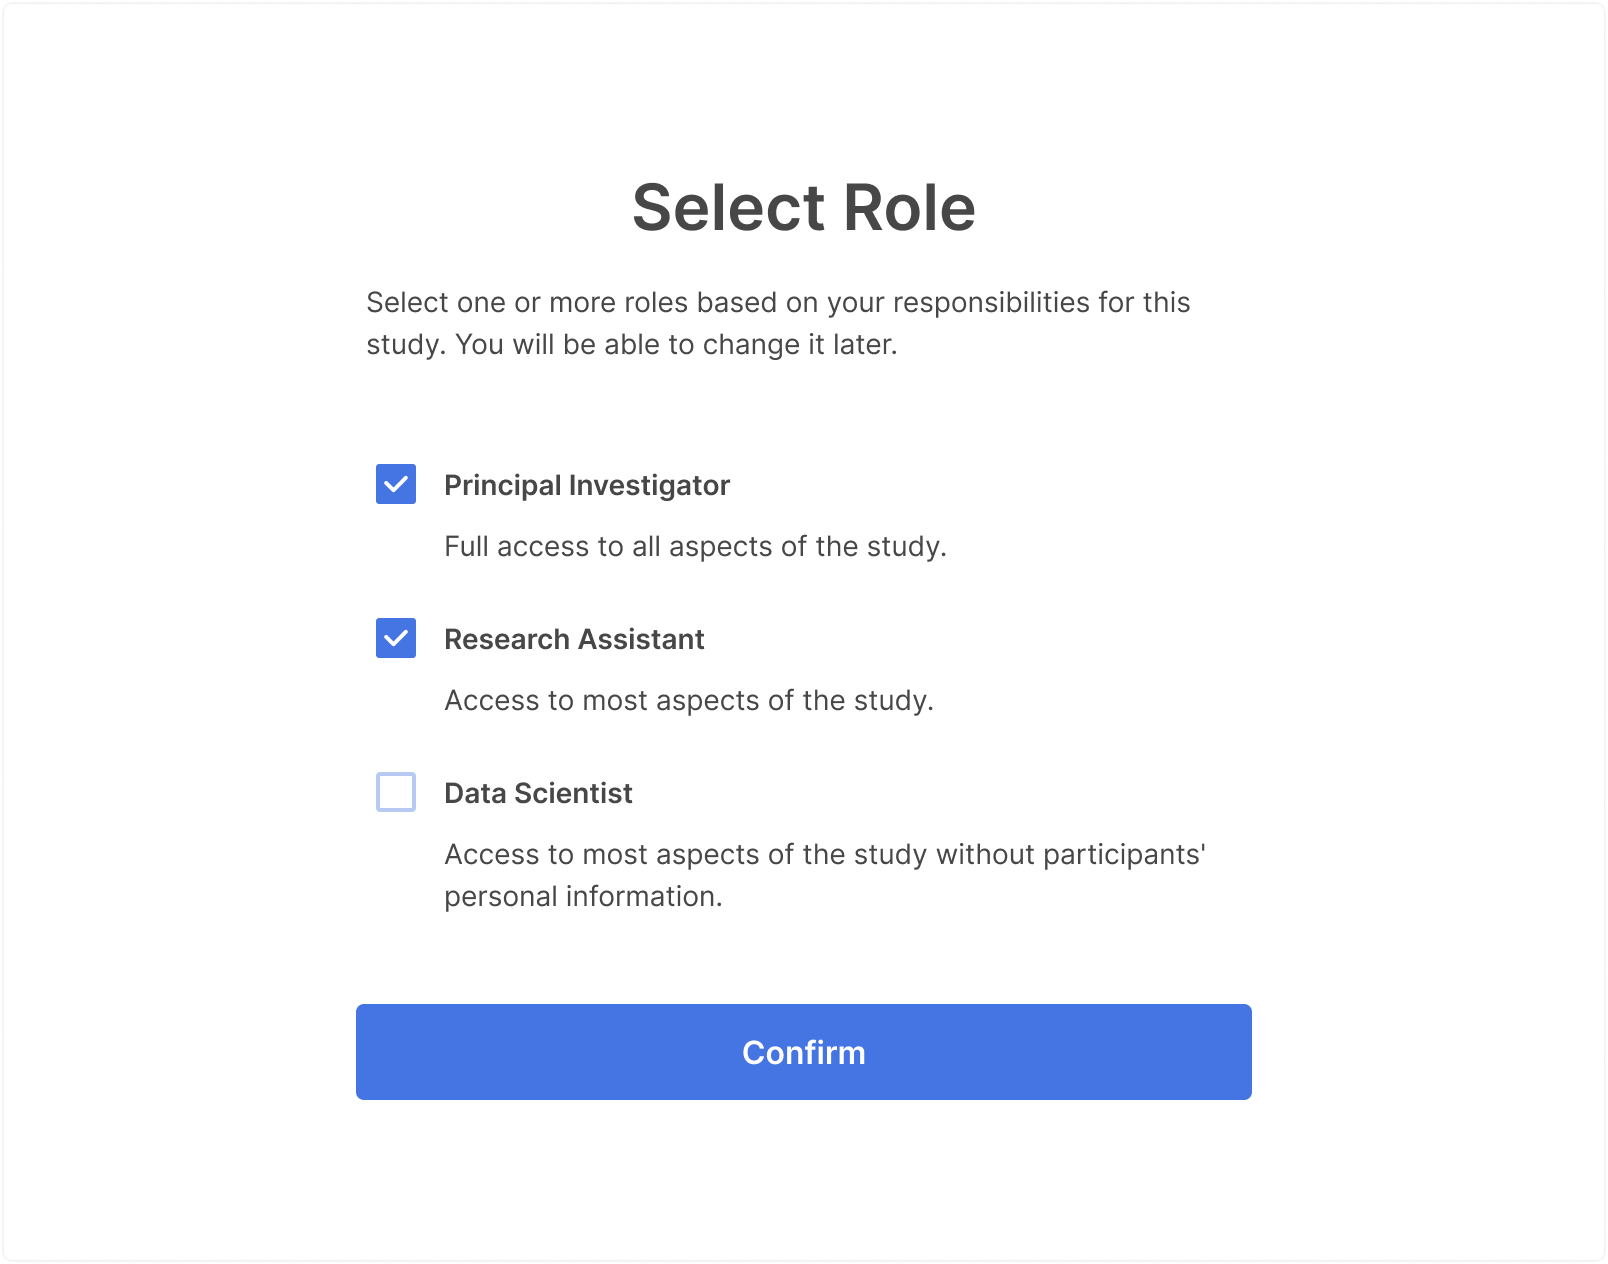 Select Role
Select one or more roles based on your responsibilities for this
study. You will be able to change it later.
Principal Investigator
Full access to all aspects of the study.
Research Assistant
Access to most aspects of the study.
Data Scientist
Access to most aspects of the study without participants'
personal information.
Confirm